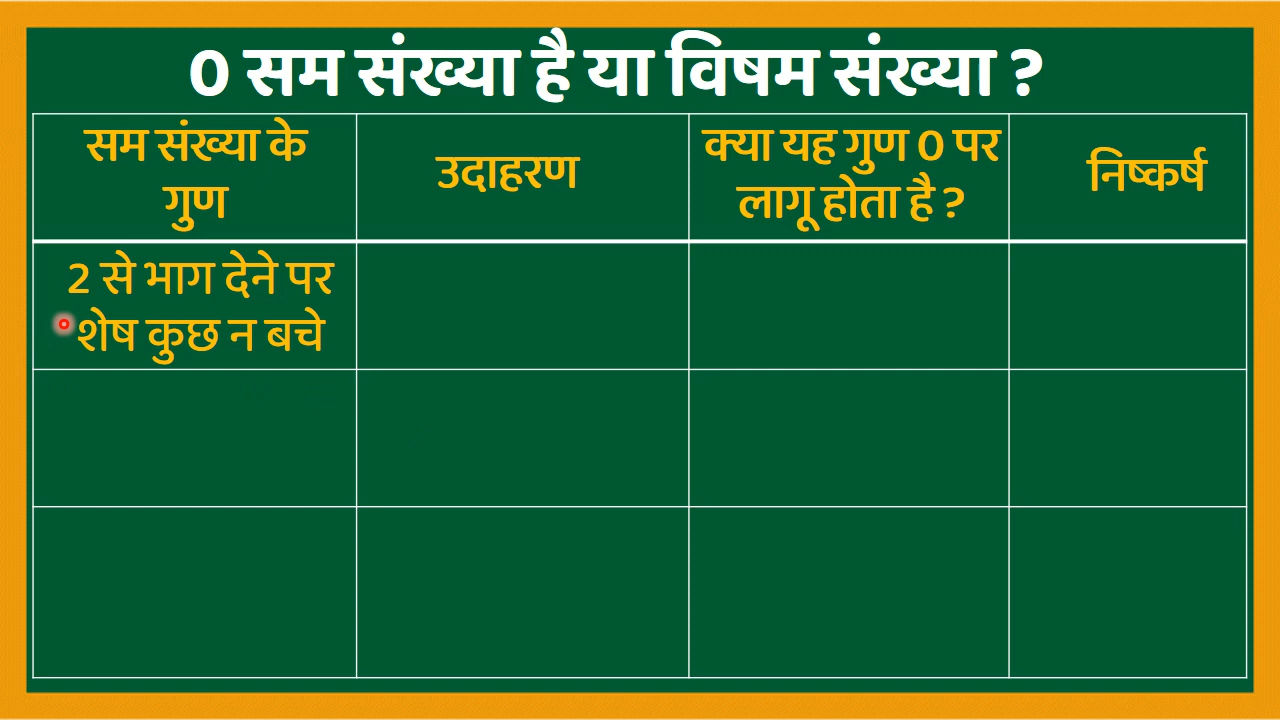 0 सम संख्या है या विषम संख्या ?
सम संख्या के
गुण
उदाहरण
क्या यह गुण 0 पर
लागू होता है ?
निष्कर्ष
2 से भाग देने पर
शेष कुछ न बचे